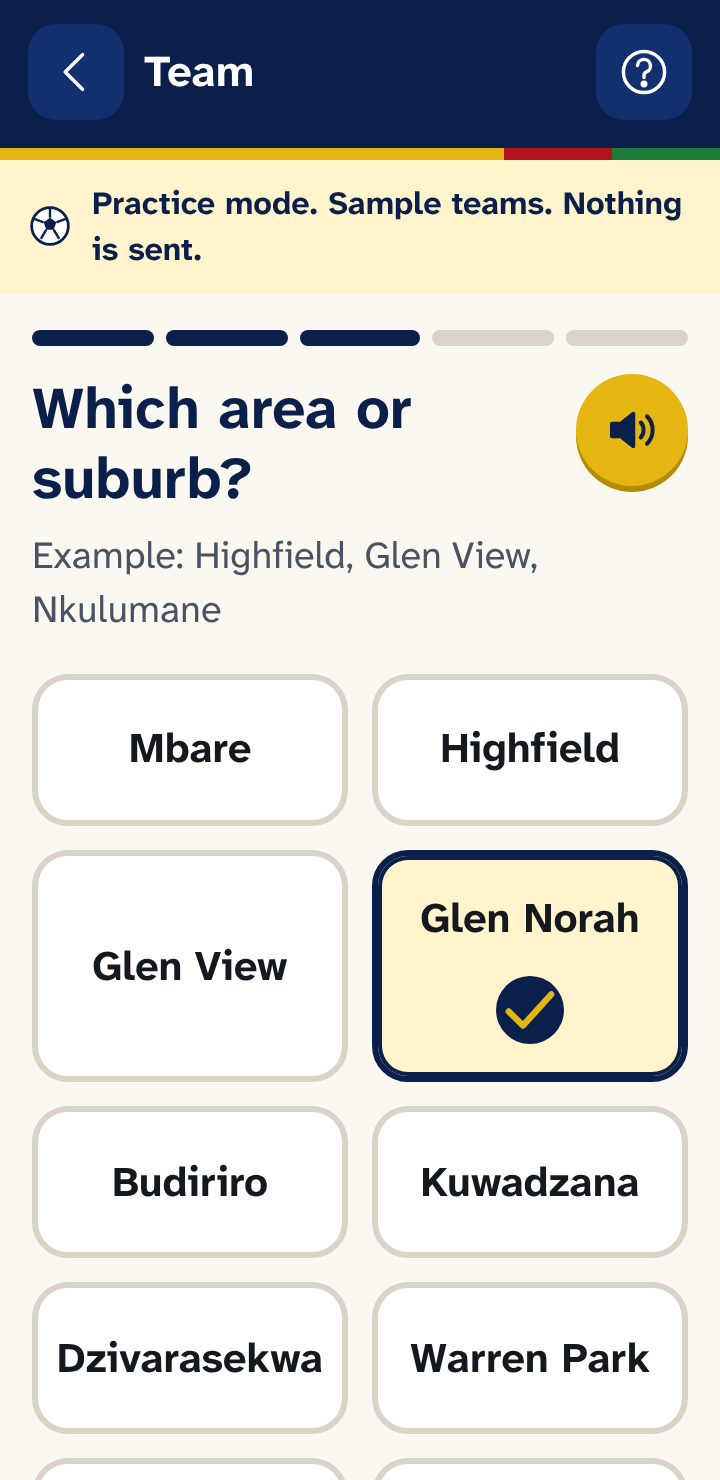 Team
Practice mode. Sample teams. Nothing
is sent.
Which area or
suburb?
Example: Highfield, Glen View,
Nkulumane
Mbare
Highfield
Glen View
Glen Norah
Budiriro
Kuwadzana
Dzivarasekwa
Warren Park